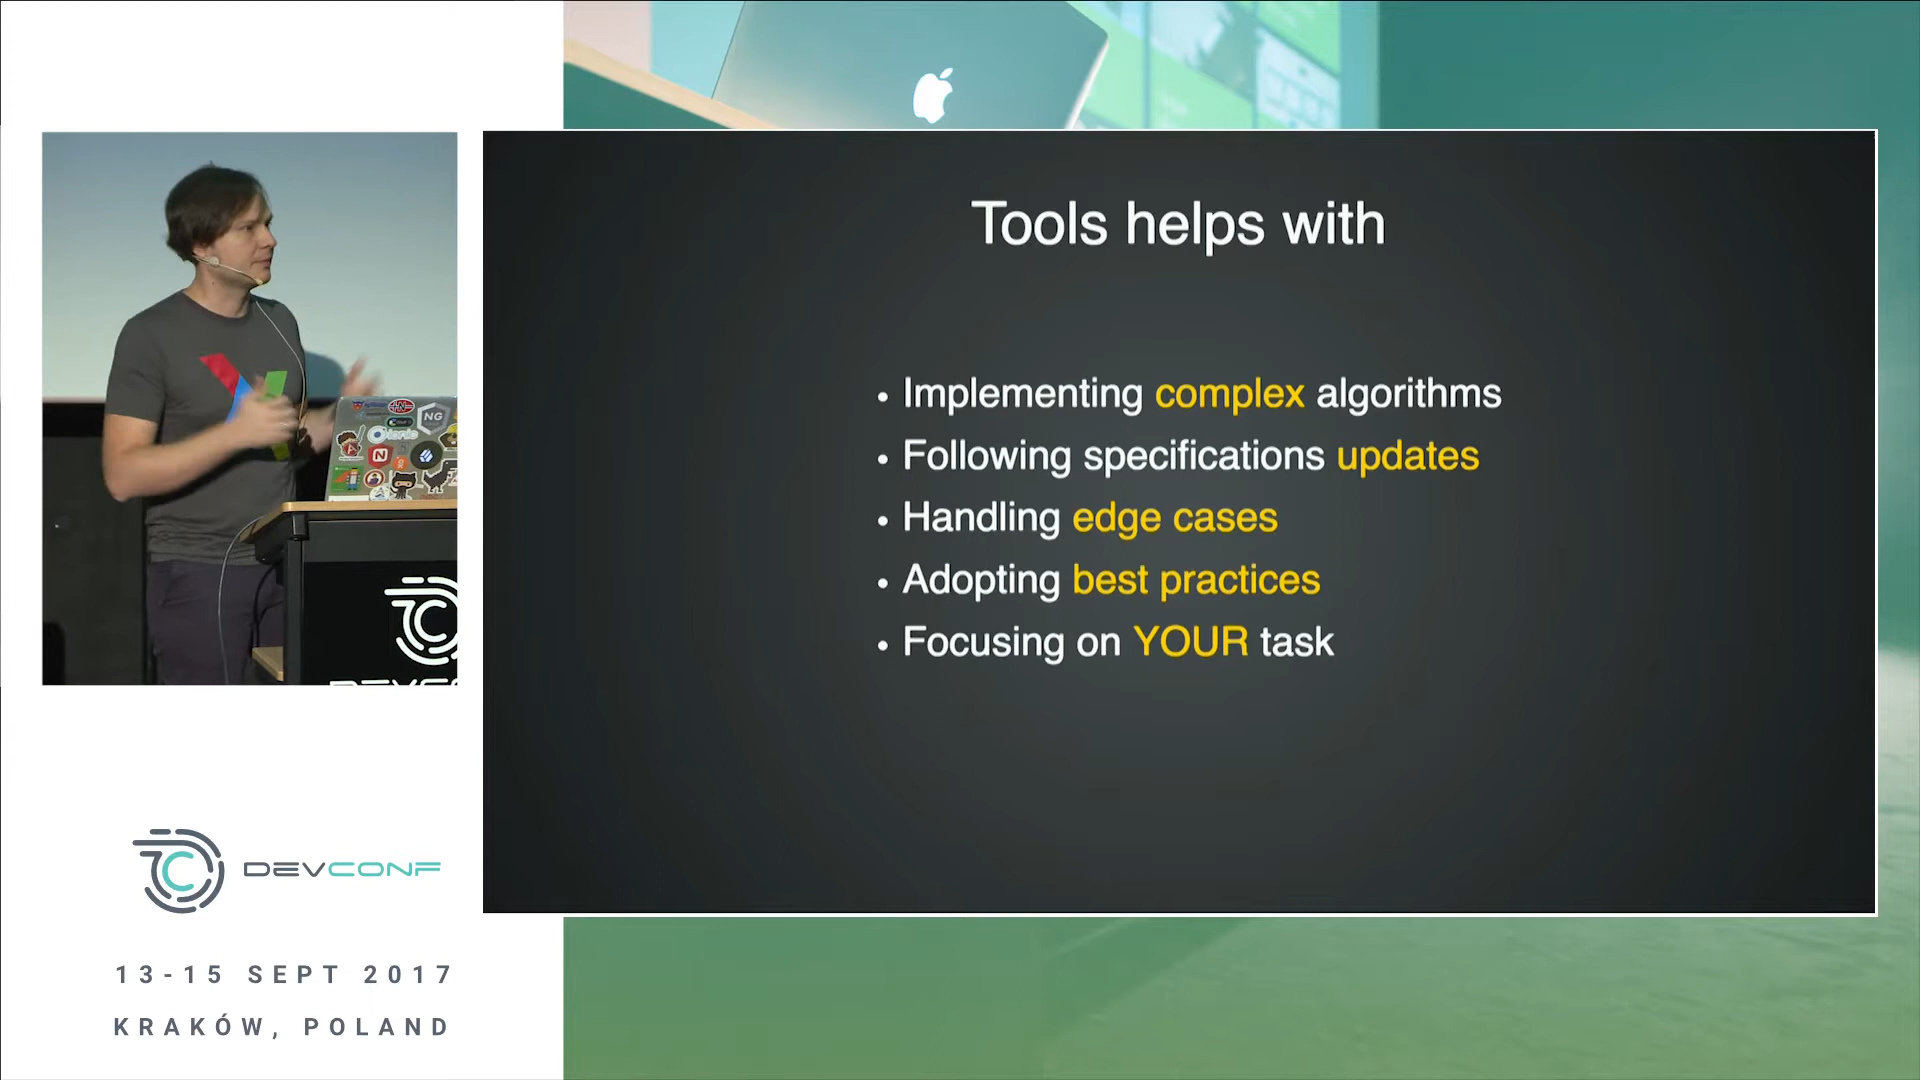 Tools helps with
• Implementing complex algorithms
• Following specifications updates
• Handling edge cases
• Adopting best practices
• Focusing on YOUR task
NG
N
DEVCONF
13-15 SEPT 2017
KRAKÓW, POLAND